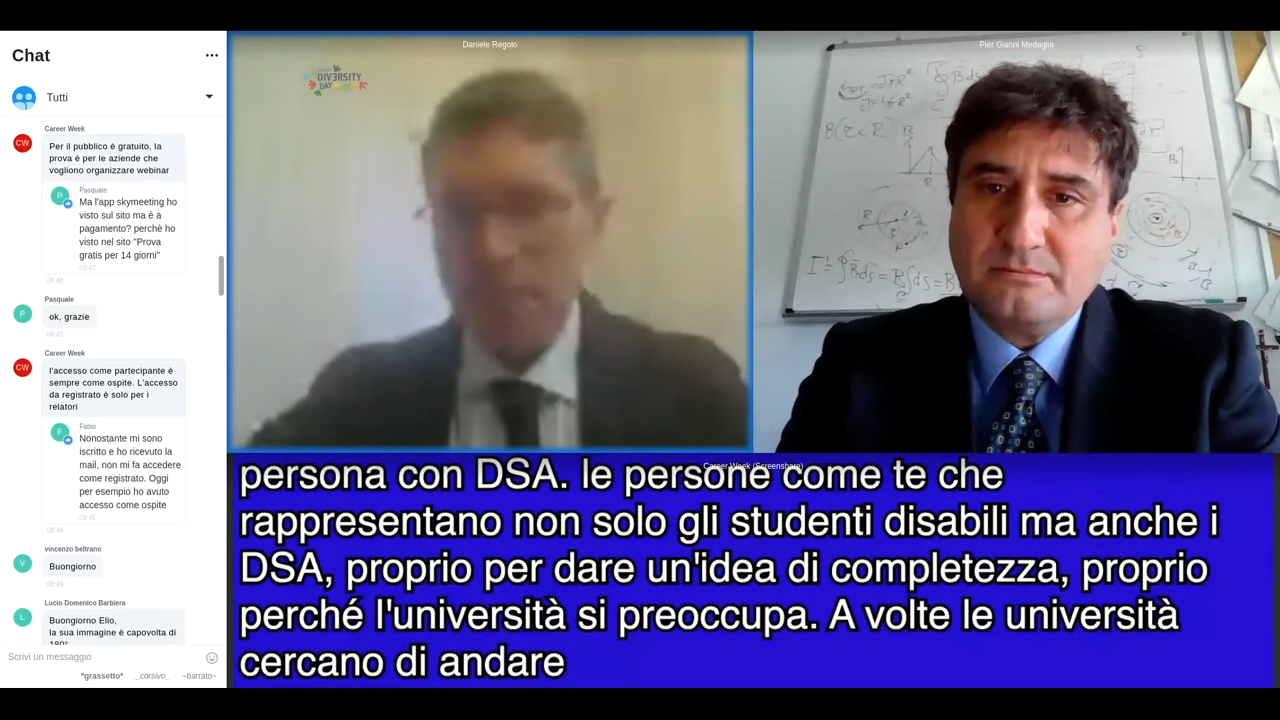 Chat
Tutti
Career Week
CW
Per il pubblico è gratuito, la
prova è per le aziende che
vogliono organizzare webinar
P
Pasquale
Ma l'app skymeeting ho
visto sul sito ma è a
pagamento? perchè ho
visto nel sito "Prova
gratis per 14 giorni"
Pasquale
P
ok, grazie
Career Week
CW
l'accesso come partecipante è
sempre come ospite. L'accesso
da registrato è solo per i
relatori
F
Fabio
Nonostante mi sono
iscritto e ho ricevuto la
mail, non mi fa accedere
come registrato. Oggi
per esempio ho avuto
accesso come ospite
vincenzo beltrano
V
Buongiorno
Lucio Domenico Barbiera
L
Buongiorno Elio,
la sua immagine è capovolta di
180°
Scrivi un messaggio
*grassetto* _corsivo_ ~barrato~
Daniele Regolo
DIVERSITY
DAY
Pier Gianni Medaglia
Career Week (Screenshare)
persona con DSA. le persone come te che
rappresentano non solo gli studenti disabili ma anche i
DSA, proprio per dare un'idea di completezza, proprio
perché l'università si preoccupa. A volte le università
cercano di andare